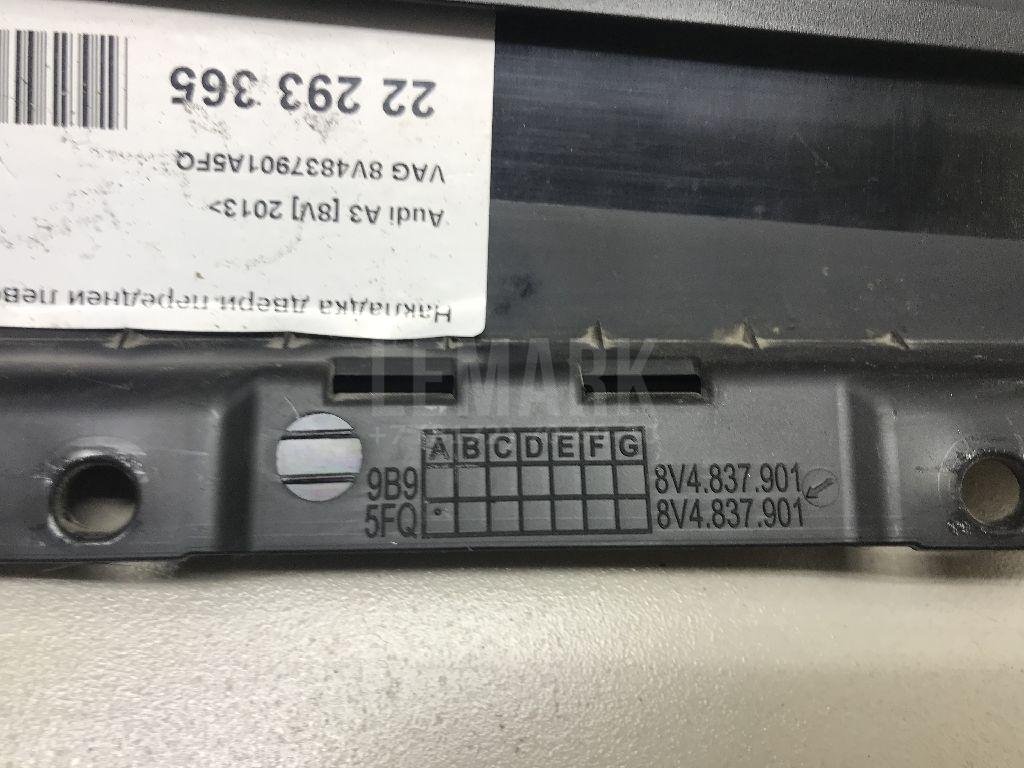 Накладка двери передней
Audi A3 [8V] 2013>
VAG 8V4837901A5FQ
22 293 365
LEMARK
A B C D E F G
9B9 8V4.837.901
5FQ 8V4.837.901